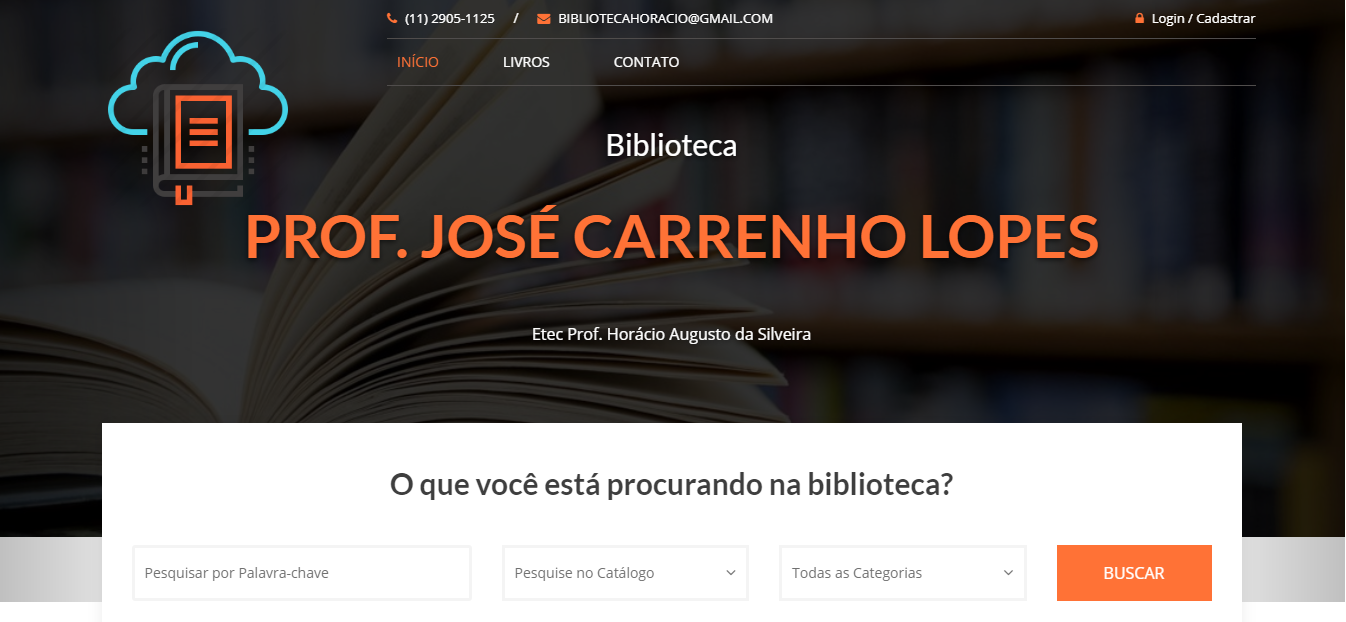 (11) 2905-1125 / BIBLIOTECAHORACIO@GMAIL.COM Login / Cadastrar
INÍCIO LIVROS CONTATO
Biblioteca
PROF. JOSÉ CARRENHO LOPES
Etec Prof. Horácio Augusto da Silveira
O que você está procurando na biblioteca?
Pesquisar por Palavra-chave Pesquise no Catálogo Todas as Categorias BUSCAR